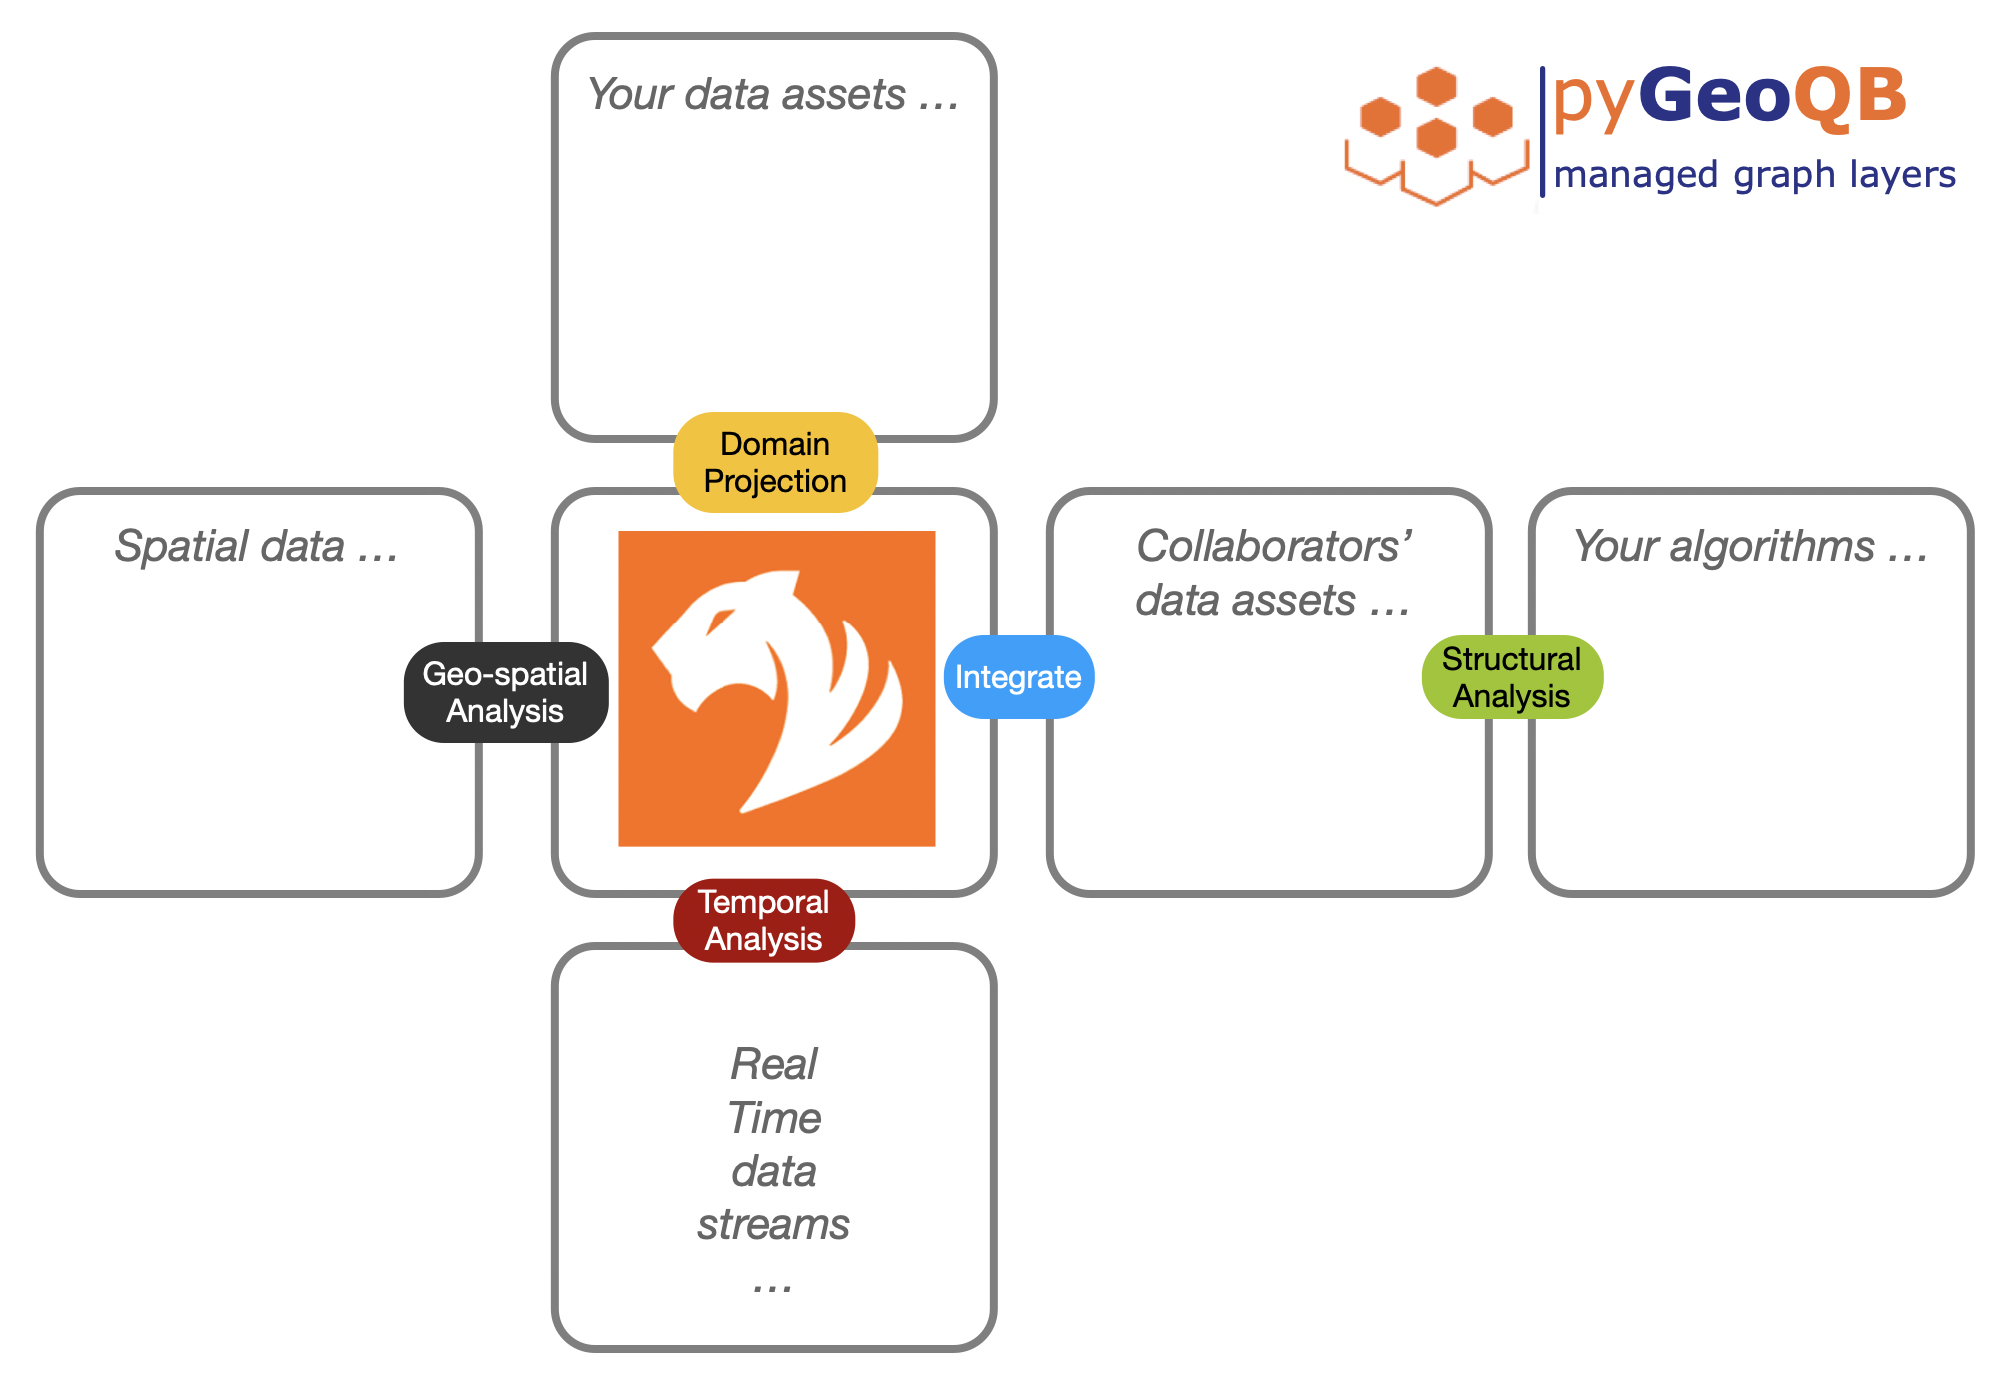 Your data assets ...
pyGeoQB
managed graph layers
Domain
Projection
Spatial data ...
Geo-spatial
Analysis
Integrate
Collaborators’
data assets ...
Structural
Analysis
Your algorithms ...
Temporal
Analysis
Real
Time
data
streams
...